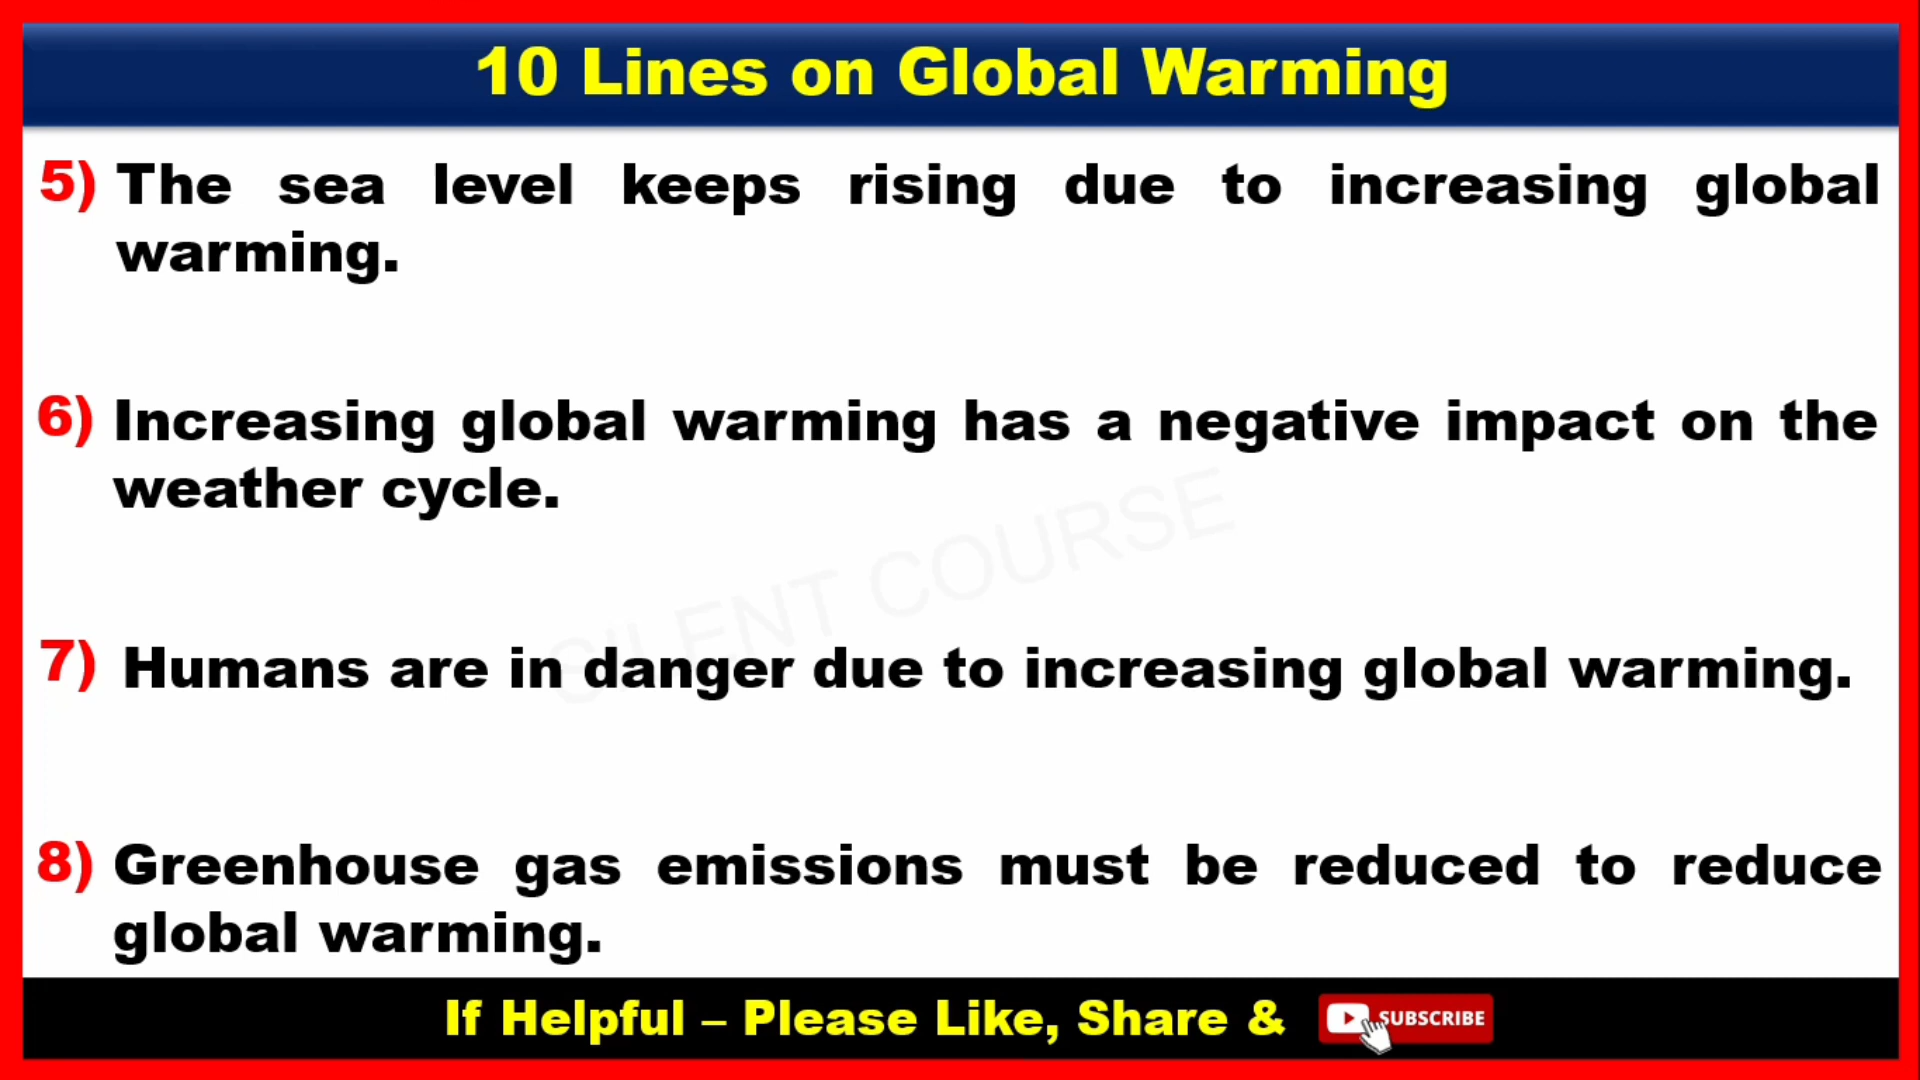 10 Lines on Global Warming
5) The sea level keeps rising due to increasing global
warming.
6) Increasing global warming has a negative impact on the
weather cycle.
SILENT COURSE
7) Humans are in danger due to increasing global warming.
8) Greenhouse gas emissions must be reduced to reduce
global warming.
If Helpful – Please Like, Share & SUBSCRIBE